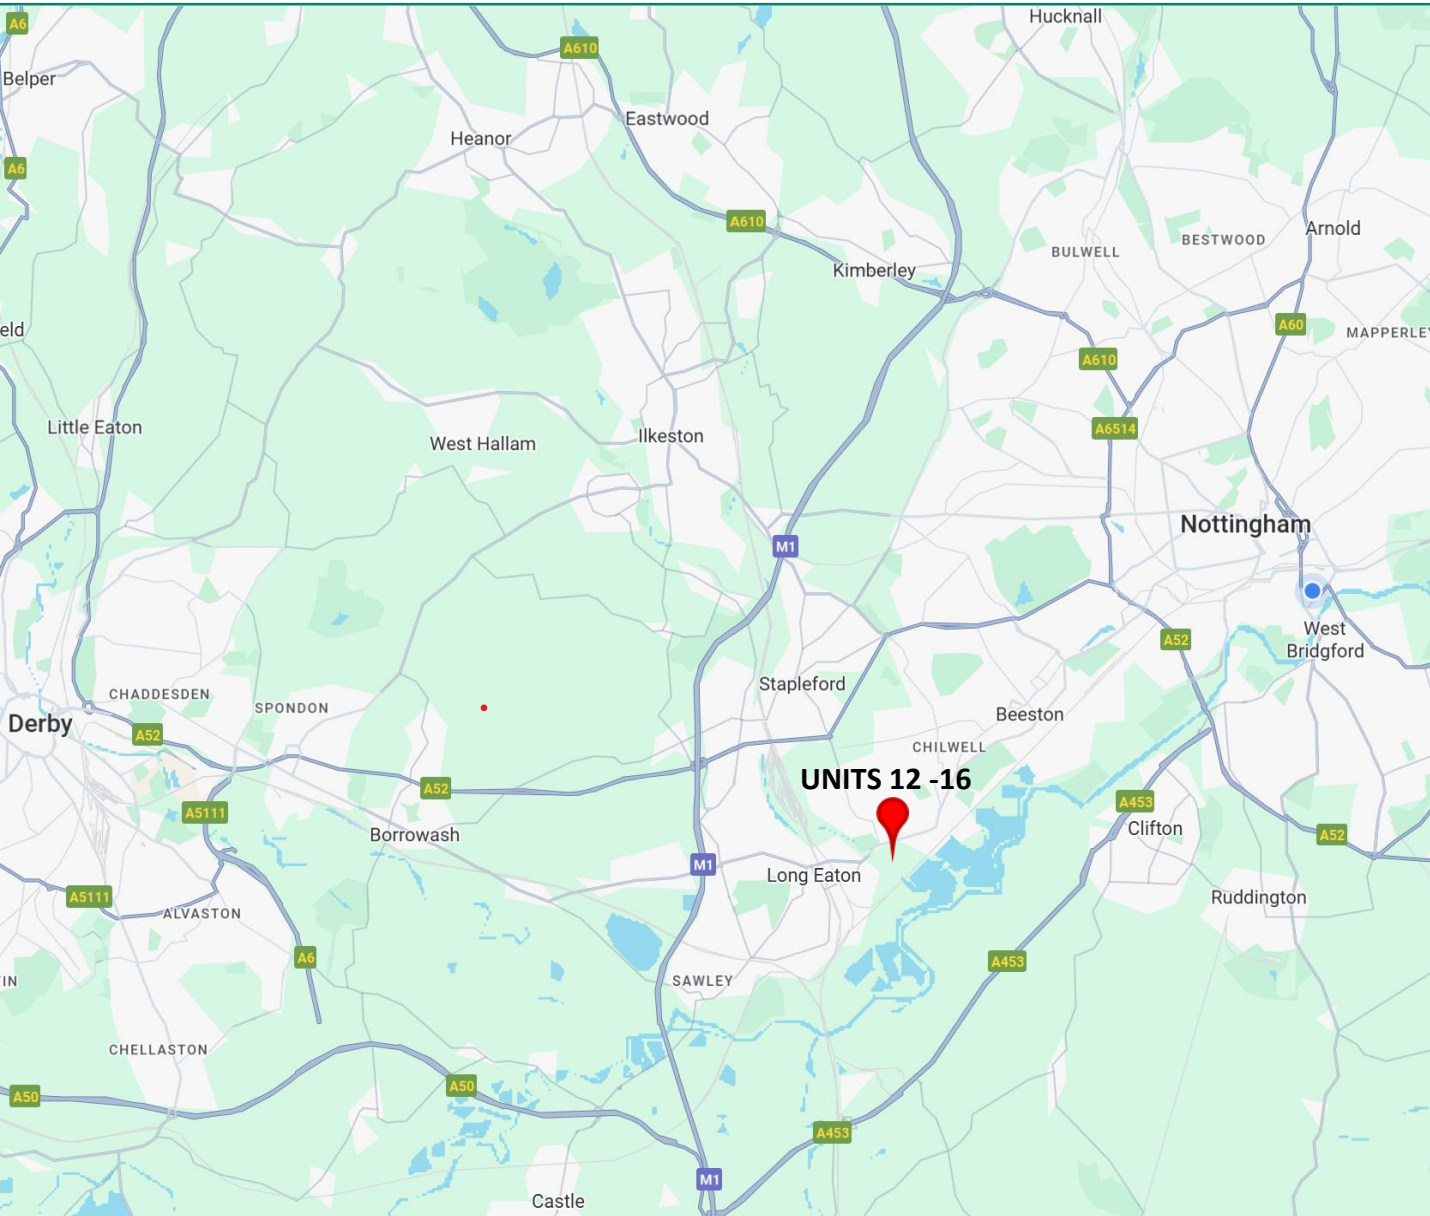 A6
Hucknall
A610
Belper
Eastwood
Heanor
A6
A610
Arnold
BESTWOOD
BULWELL
Kimberley
eld
A60
MAPPERLEY
A610
Little Eaton
A6514
West Hallam
Ilkeston
Nottingham
M1
West
Bridgford
A52
Stapleford
CHADDESDEN
SPONDON
Beeston
Derby
A52
CHILWELL
UNITS 12 -16
A52
A453
A5111
Clifton
A52
Borrowash
M1
Long Eaton
A5111
Ruddington
ALVASTON
A6
A453
IN
SAWLEY
CHELLASTON
A50
A50
A453
M1
Castle